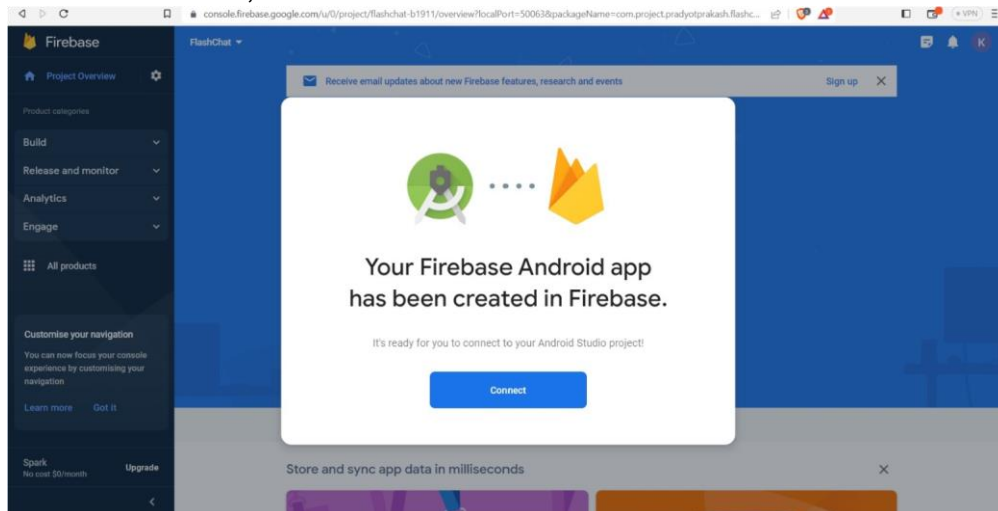 console.firebase.google.com/u/0/project/flashchat-b1911/overview?localPort=50063&packageName=com.project.pradyotprakash.flashc...
VPN
Firebase
FlashChat
K
Project Overview
Receive email updates about new Firebase features, research and events
Sign up
Product categories
Build
Release and monitor
Analytics
Engage
All products
Your Firebase Android app
has been created in Firebase.
It's ready for you to connect to your Android Studio project!
Connect
Customise your navigation
You can now focus your console
experience by customising your
navigation
Learn more Got it
Spark
No cost $0/month
Upgrade
Store and sync app data in milliseconds